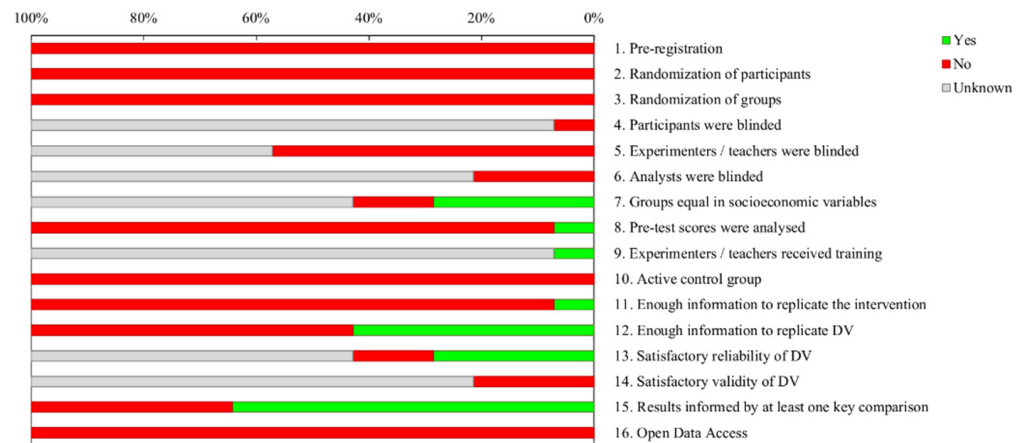 100% 80% 60% 40% 20% 0%
Yes
No
Unknown
1. Pre-registration
2. Randomization of participants
3. Randomization of groups
4. Participants were blinded
5. Experimenters / teachers were blinded
6. Analysts were blinded
7. Groups equal in socioeconomic variables
8. Pre-test scores were analysed
9. Experimenters / teachers received training
10. Active control group
11. Enough information to replicate the intervention
12. Enough information to replicate DV
13. Satisfactory reliability of DV
14. Satisfactory validity of DV
15. Results informed by at least one key comparison
16. Open Data Access